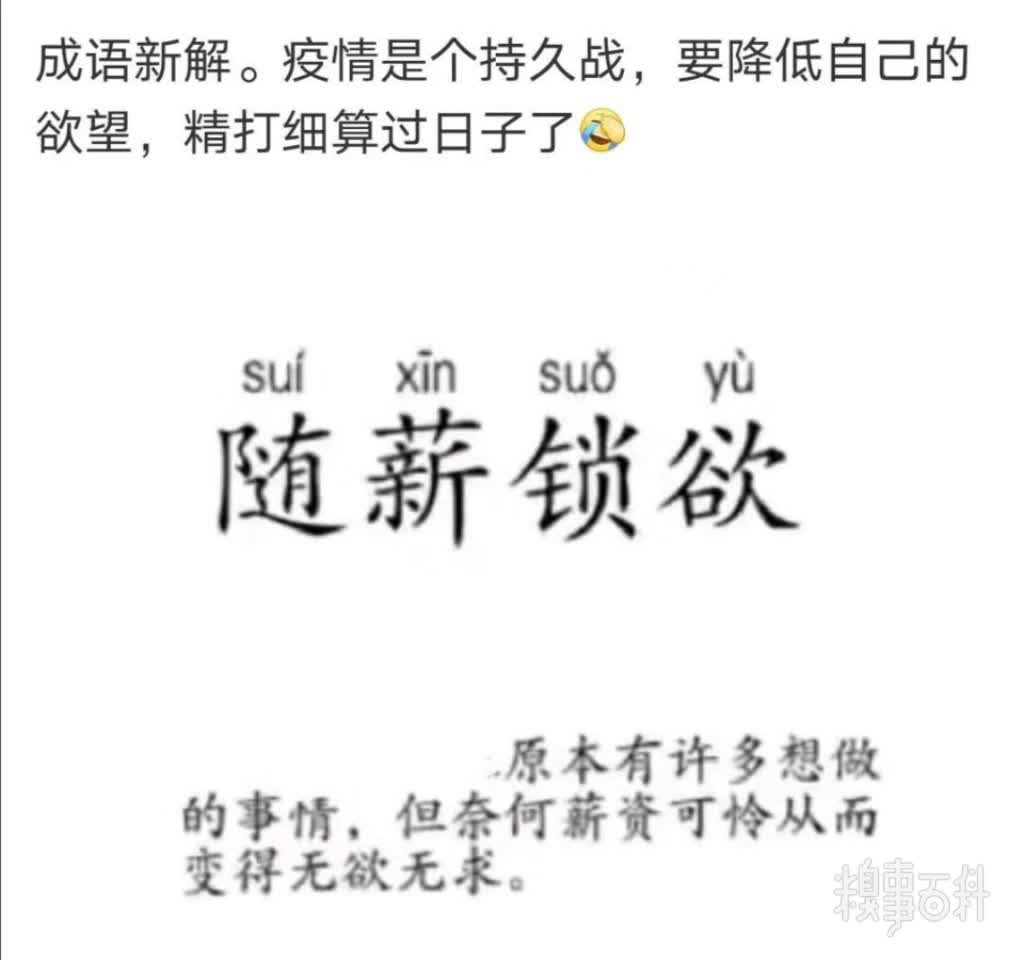 成语新解。疫情是个持久战，要降低自己的
欲望，精打细算过日子了🤣
suí xīn suǒ yù
随薪锁欲
原本有许多想做
的事情，但奈何薪资可怜从而
变得无欲无求。
糗事百科